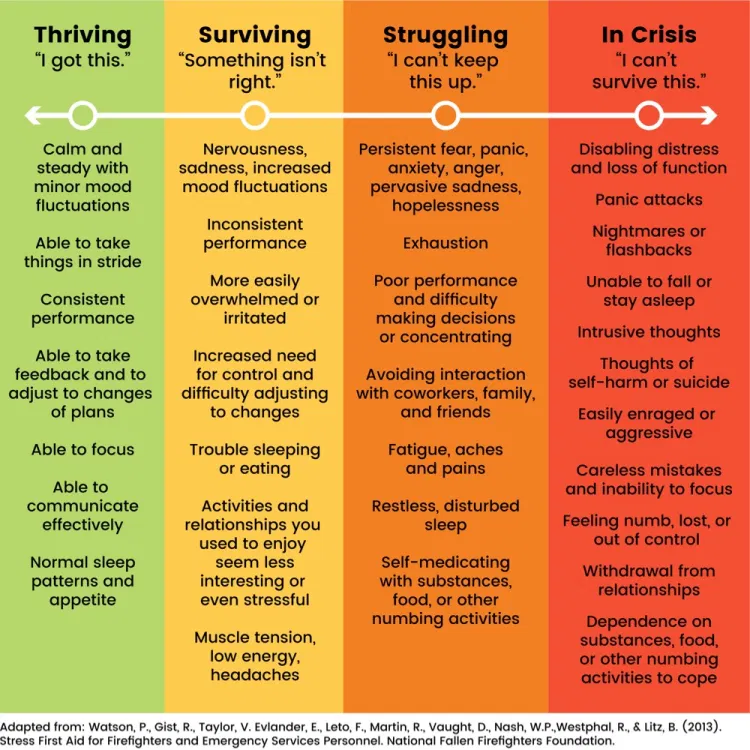 Thriving
“I got this.”
Calm and
steady with
minor mood
fluctuations
Able to take
things in stride
Consistent
performance
Able to take
feedback and to
adjust to changes
of plans
Able to focus
Able to
communicate
effectively
Normal sleep
patterns and
appetite
Surviving
“Something isn’t
right.”
Nervousness,
sadness, increased
mood fluctuations
Inconsistent
performance
More easily
overwhelmed or
irritated
Increased need
for control and
difficulty adjusting
to changes
Trouble sleeping
or eating
Activities and
relationships you
used to enjoy
seem less
interesting or
even stressful
Muscle tension,
low energy,
headaches
Struggling
“I can’t keep
this up.”
Persistent fear, panic,
anxiety, anger,
pervasive sadness,
hopelessness
Exhaustion
Poor performance
and difficulty
making decisions
or concentrating
Avoiding interaction
with coworkers, family,
and friends
Fatigue, aches
and pains
Restless, disturbed
sleep
Self-medicating
with substances,
food, or other
numbing activities
In Crisis
“I can’t
survive this.”
Disabling distress
and loss of function
Panic attacks
Nightmares or
flashbacks
Unable to fall or
stay asleep
Intrusive thoughts
Thoughts of
self-harm or suicide
Easily enraged or
aggressive
Careless mistakes
and inability to focus
Feeling numb, lost, or
out of control
Withdrawal from
relationships
Dependence on
substances, food,
or other numbing
activities to cope
Adapted from: Watson, P., Gist, R., Taylor, V. Evlander, E., Leto, F., Martin, R., Vaught, D., Nash, W.P.,Westphal, R., & Litz, B. (2013).
Stress First Aid for Firefighters and Emergency Services Personnel. National Fallen Firefighters Foundation.